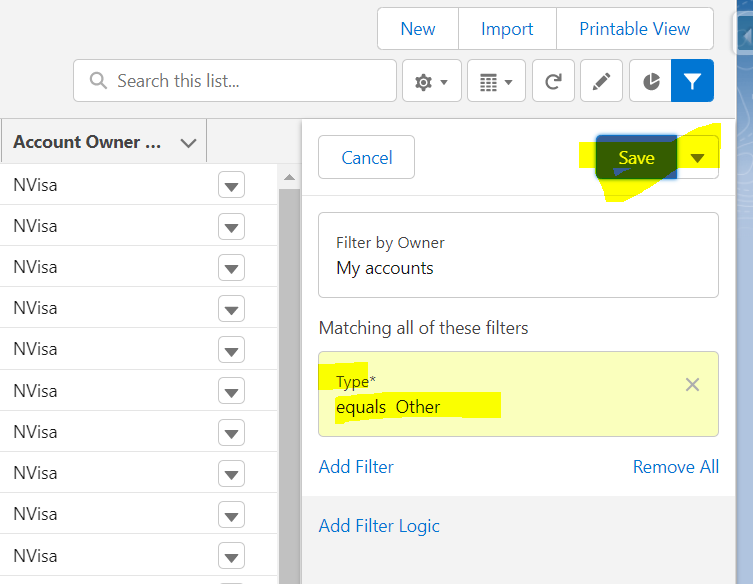 New Import Printable View
Search this list...
Account Owner ...
NVisa
NVisa
NVisa
NVisa
NVisa
NVisa
NVisa
NVisa
NVisa
NVisa
Cancel Save
Filter by Owner
My accounts
Matching all of these filters
Type*
equals Other
Add Filter Remove All
Add Filter Logic